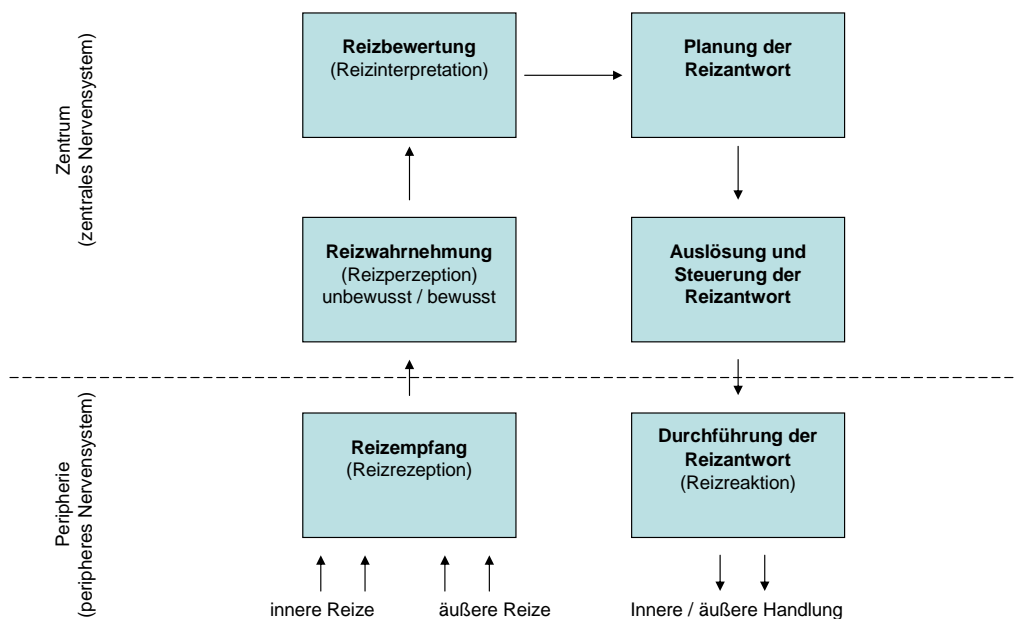 Zentrum
(zentrales Nervensystem)
Reizbewertung
(Reizinterpretation)
Planung der
Reizantwort
Reizwahrnehmung
(Reizperzeption)
unbewusst / bewusst
Auslösung und
Steuerung der
Reizantwort
Peripherie
(peripheres Nervensystem)
Reizempfang
(Reizrezeption)
Durchführung der
Reizantwort
(Reizreaktion)
innere Reize
äußere Reize
Innere / äußere Handlung